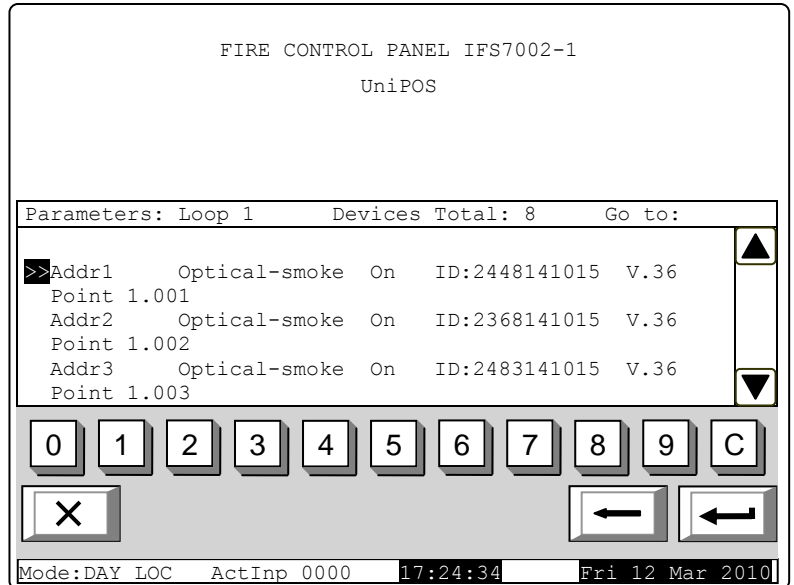 FIRE CONTROL PANEL IFS7002-1
UniPOS
Parameters: Loop 1 Devices Total: 8 Go to:
>>Addr1 Optical-smoke On ID:2448141015 V.36
Point 1.001
Addr2 Optical-smoke On ID:2368141015 V.36
Point 1.002
Addr3 Optical-smoke On ID:2483141015 V.36
Point 1.003
0 1 2 3 4 5 6 7 8 9 C
Mode:DAY LOC ActInp 0000 17:24:34 Fri 12 Mar 2010